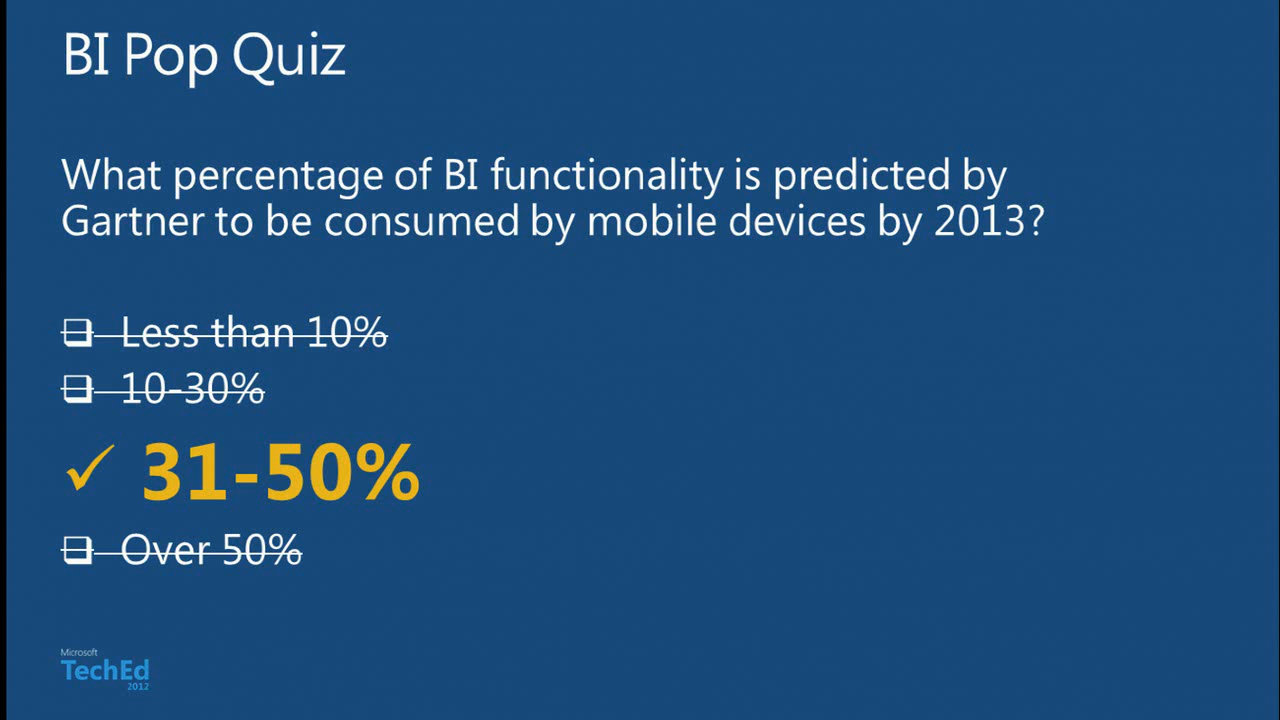 BI Pop Quiz
What percentage of BI functionality is predicted by
Gartner to be consumed by mobile devices by 2013?
Less than 10%
10-30%
31-50%
Over 50%
Microsoft
TechEd
2012